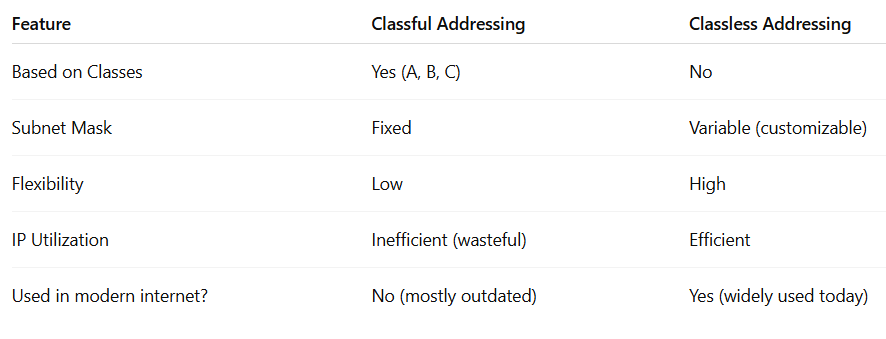 Feature Classful Addressing Classless Addressing
Based on Classes Yes (A, B, C) No
Subnet Mask Fixed Variable (customizable)
Flexibility Low High
IP Utilization Inefficient (wasteful) Efficient
Used in modern internet? No (mostly outdated) Yes (widely used today)